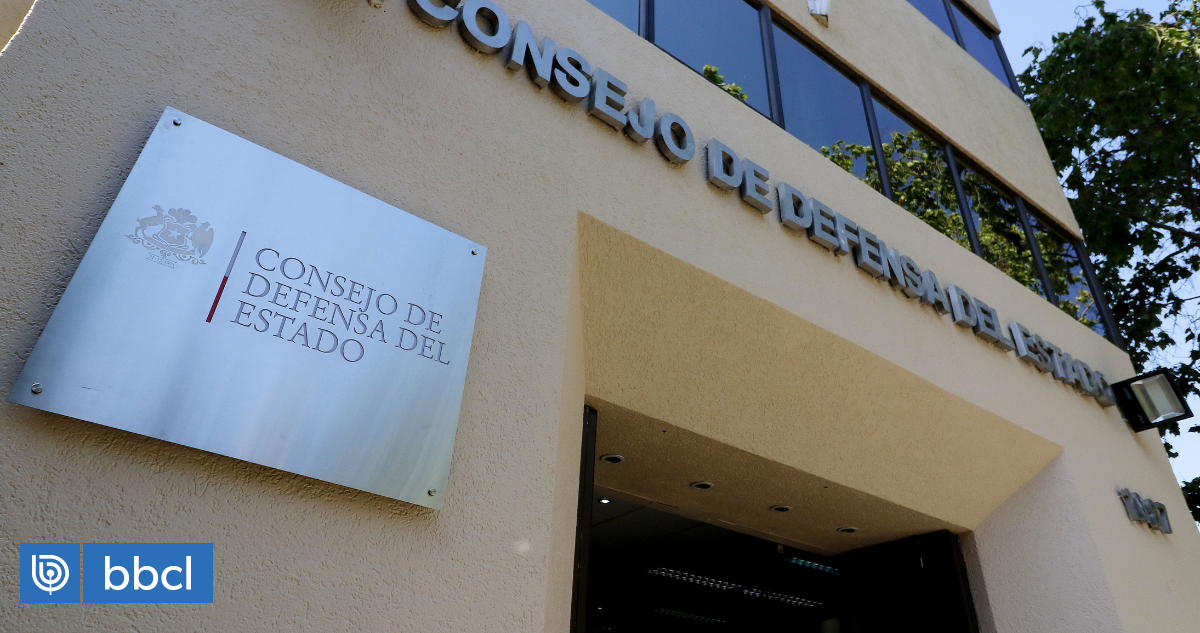 CONSEJO DE DEFENSA DEL ESTADO
CONSEJO DE
DEFENSA DEL
ESTADO
bbcl